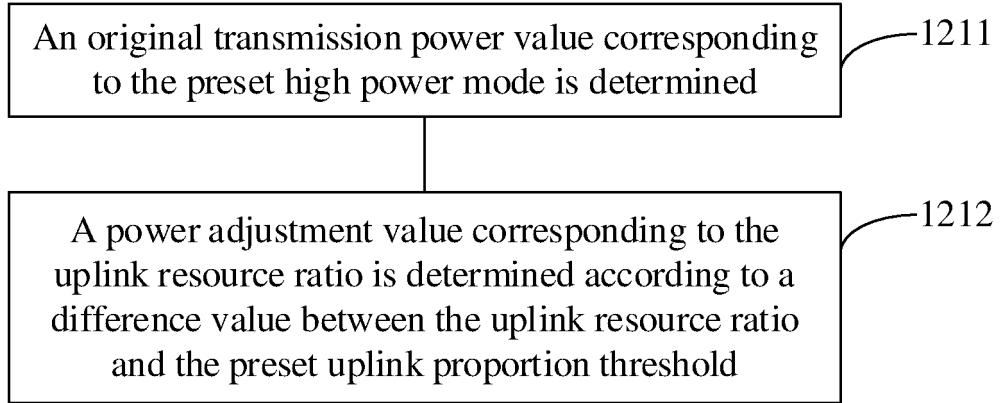 An original transmission power value corresponding
to the preset high power mode is determined
1211
A power adjustment value corresponding to the
uplink resource ratio is determined according to a
difference value between the uplink resource ratio
and the preset uplink proportion threshold
1212